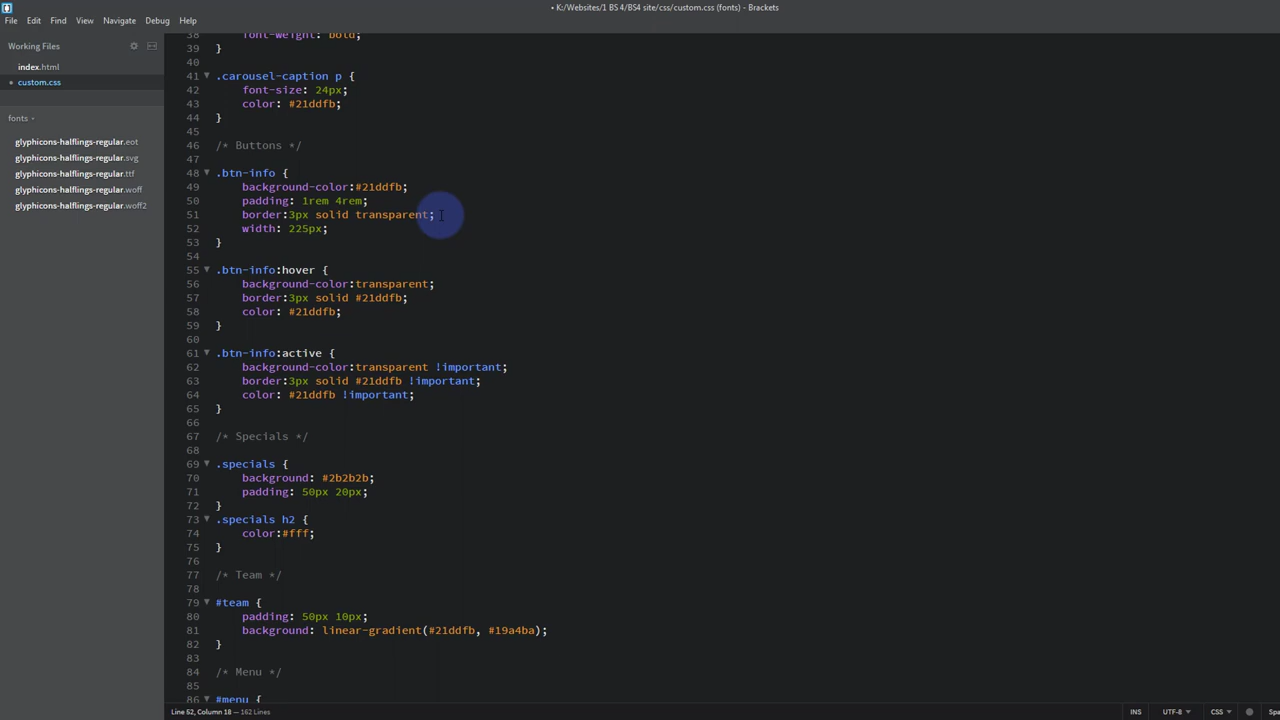 • K:/Websites/1 BS 4/BS4 site/css/custom.css (fonts) - Brackets
File Edit Find View Navigate Debug Help
Working Files
index.html
custom.css
fonts
glyphicons-halflings-regular.eot
glyphicons-halflings-regular.svg
glyphicons-halflings-regular.ttf
glyphicons-halflings-regular.woff
glyphicons-halflings-regular.woff2
38 font-weight: bold;
39 }
40
41 .carousel-caption p {
42 font-size: 24px;
43 color: #21ddfb;
44 }
45
46 /* Buttons */
47
48 .btn-info {
49 background-color:#21ddfb;
50 padding: 1rem 4rem;
51 border:3px solid transparent;
52 width: 225px;
53 }
54
55 .btn-info:hover {
56 background-color:transparent;
57 border:3px solid #21ddfb;
58 color: #21ddfb;
59 }
60
61 .btn-info:active {
62 background-color:transparent !important;
63 border:3px solid #21ddfb !important;
64 color: #21ddfb !important;
65 }
66
67 /* Specials */
68
69 .specials {
70 background: #2b2b2b;
71 padding: 50px 20px;
72 }
73 .specials h2 {
74 color:#fff;
75 }
76
77 /* Team */
78
79 #team {
80 padding: 50px 10px;
81 background: linear-gradient(#21ddfb, #19a4ba);
82 }
83
84 /* Menu */
85
86 #menu {
Line 52, Column 18 — 162 Lines
INS UTF-8 CSS Spa